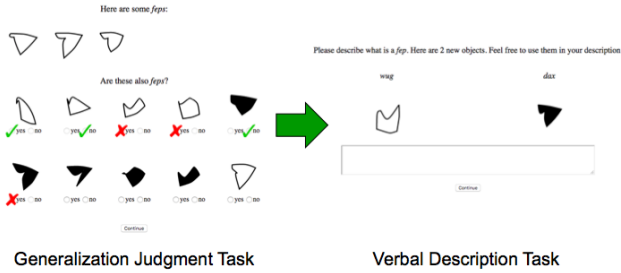 Here are some feps:
Are these also feps?
yes no yes no yes no yes no yes no
yes no yes no yes no yes no yes no
Continue
Generalization Judgment Task
Please describe what is a fep. Here are 2 new objects. Feel free to use them in your description
wug dax
Continue
Verbal Description Task